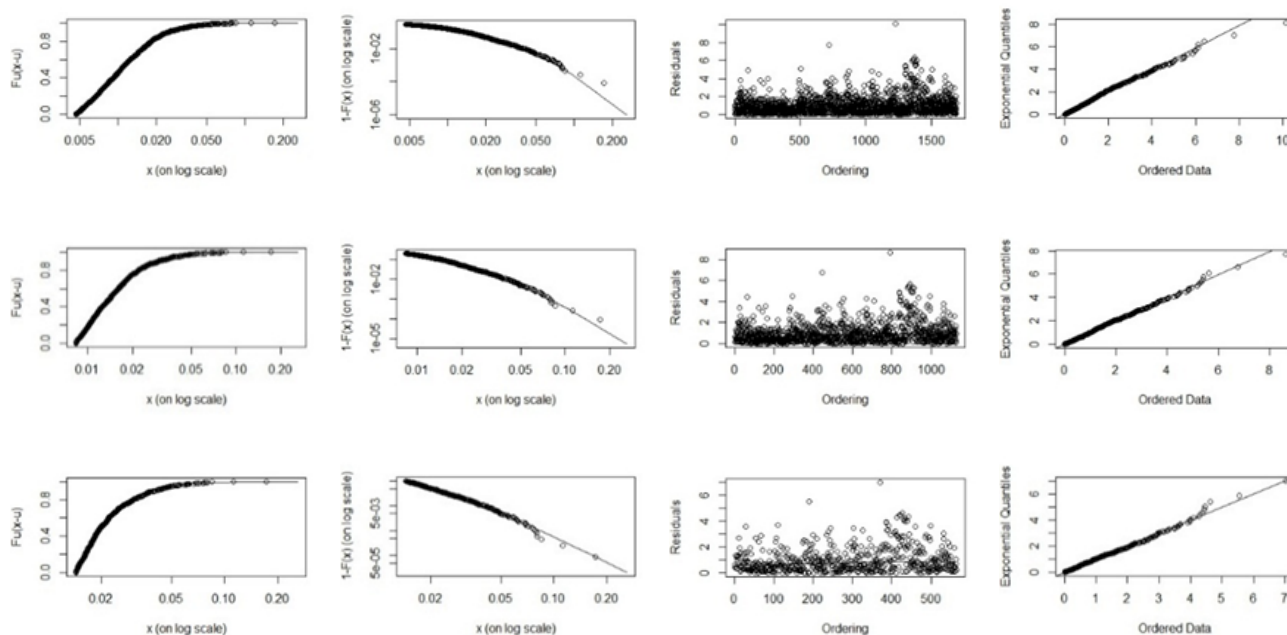 Fu(x-u)
0.0 0.4 0.8
0.005 0.020 0.050 0.200
x (on log scale)
1-F(x) (on log scale)
1e-06 1e-02
0.005 0.020 0.050 0.200
x (on log scale)
Residuals
0 2 4 6 8
0 500 1000 1500
Ordering
Exponential Quantiles
0 2 4 6 8
0 2 4 6 8 10
Ordered Data
Fu(x-u)
0.0 0.4 0.8
0.01 0.02 0.05 0.10 0.20
x (on log scale)
1-F(x) (on log scale)
1e-05 1e-02
0.01 0.02 0.05 0.10 0.20
x (on log scale)
Residuals
0 2 4 6 8
0 200 400 600 800 1000
Ordering
Exponential Quantiles
0 2 4 6 8
0 2 4 6 8
Ordered Data
Fu(x-u)
0.0 0.4 0.8
0.02 0.05 0.10 0.20
x (on log scale)
1-F(x) (on log scale)
5e-05 5e-03
0.02 0.05 0.10 0.20
x (on log scale)
Residuals
0 2 4 6
0 100 200 300 400 500
Ordering
Exponential Quantiles
0 2 4 6
0 1 2 3 4 5 6 7
Ordered Data